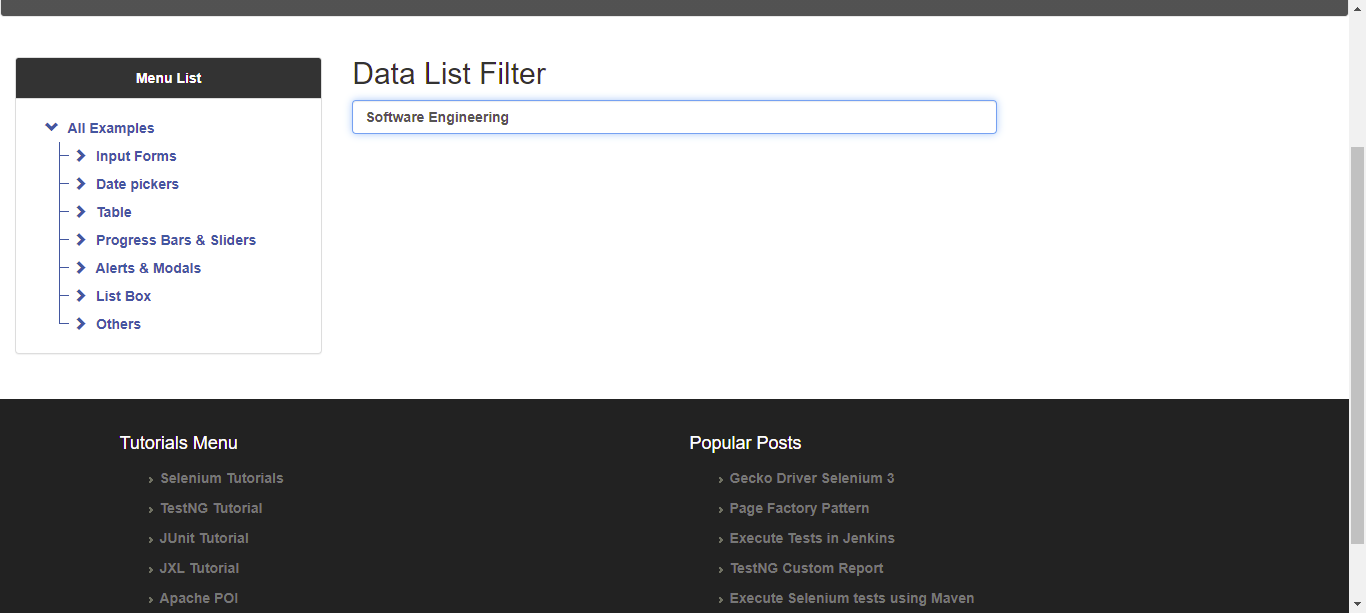 Menu List
All Examples
Input Forms
Date pickers
Table
Progress Bars & Sliders
Alerts & Modals
List Box
Others
Data List Filter
Software Engineering
Tutorials Menu
Selenium Tutorials
TestNG Tutorial
JUnit Tutorial
JXL Tutorial
Apache POI
Popular Posts
Gecko Driver Selenium 3
Page Factory Pattern
Execute Tests in Jenkins
TestNG Custom Report
Execute Selenium tests using Maven